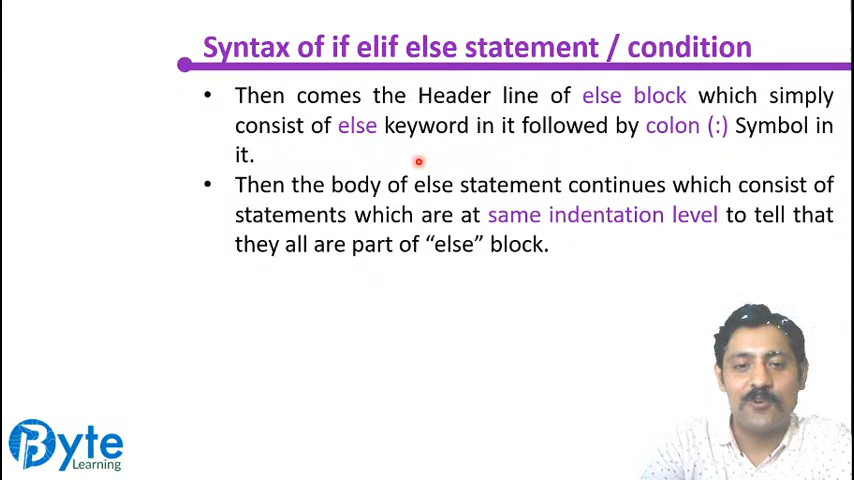 Syntax of if elif else statement / condition
• Then comes the Header line of else block which simply
consist of else keyword in it followed by colon (:) Symbol in
it.
• Then the body of else statement continues which consist of
statements which are at same indentation level to tell that
they all are part of “else” block.
Byte
Learning